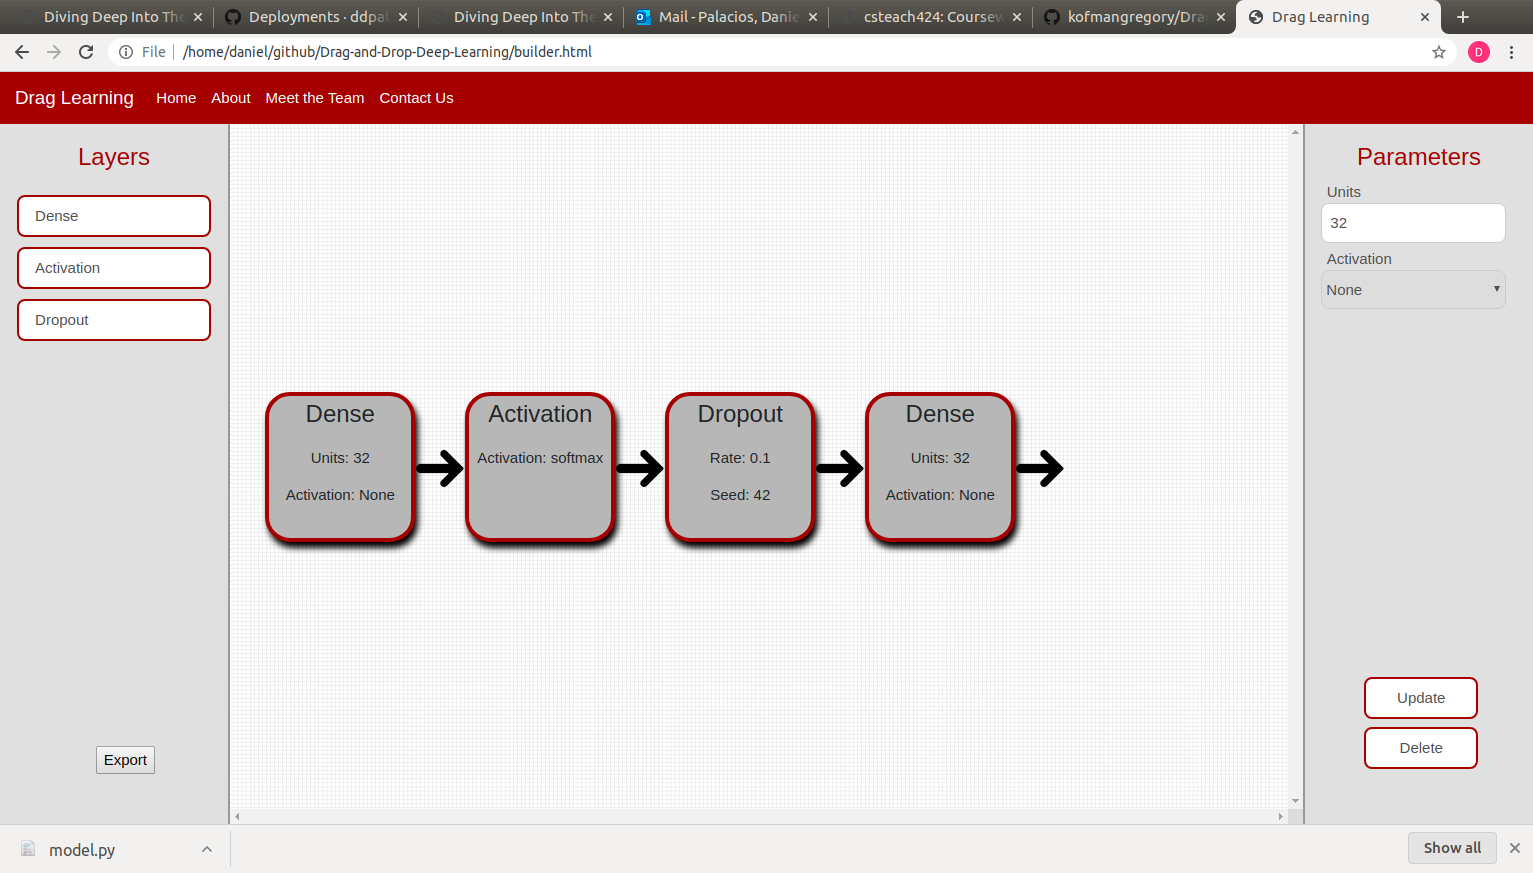 Diving Deep Into The
Deployments · ddpal
Diving Deep Into The
Mail - Palacios, Danie
csteach424: Coursew
kofmangregory/Drag
Drag Learning
File
/home/daniel/github/Drag-and-Drop-Deep-Learning/builder.html
D
Drag Learning
Home
About
Meet the Team
Contact Us
Layers
Dense
Activation
Dropout
Export
Dense
Units: 32
Activation: None
Activation
Activation: softmax
Dropout
Rate: 0.1
Seed: 42
Dense
Units: 32
Activation: None
Parameters
Units
32
Activation
None
Update
Delete
model.py
Show all